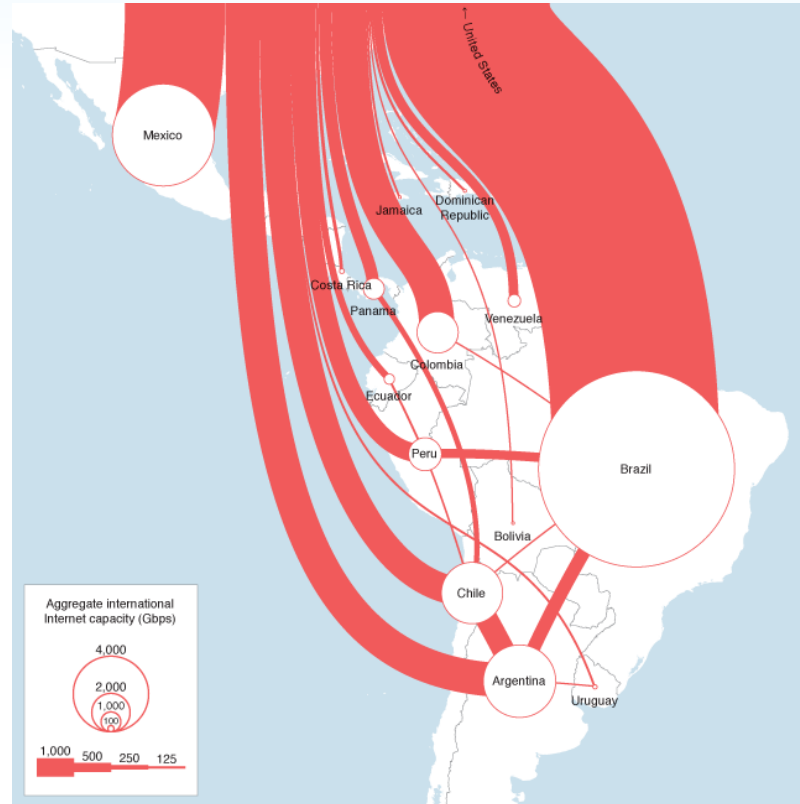 ← United States
Mexico
Jamaica
Dominican
Republic
Costa Rica
Panama
Venezuela
Colombia
Ecuador
Peru
Brazil
Bolivia
Chile
Argentina
Uruguay
Aggregate international
Internet capacity (Gbps)
4,000
2,000
1,000
100
1,000 500 250 125